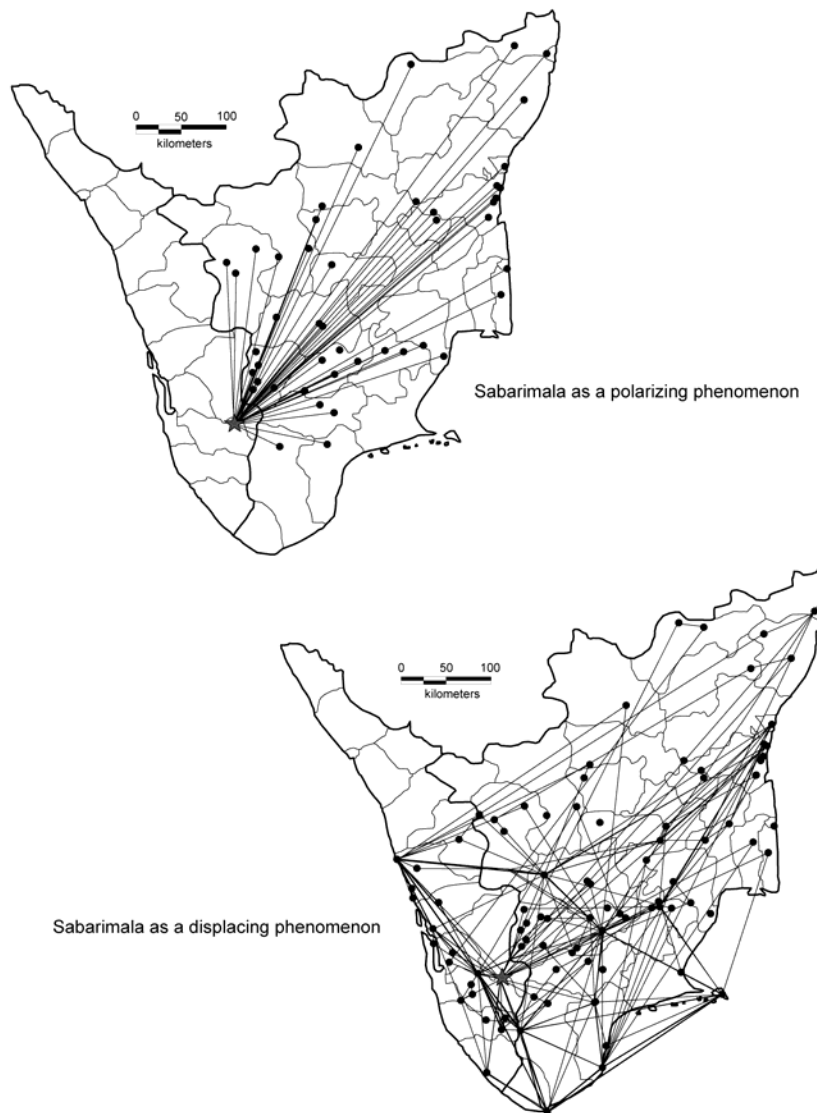 0 50 100
kilometers
Sabarimala as a polarizing phenomenon
0 50 100
kilometers
Sabarimala as a displacing phenomenon